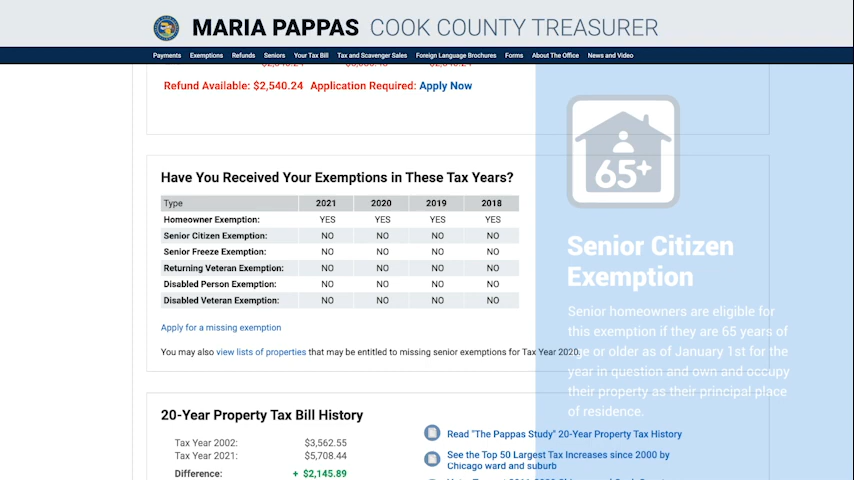 MARIA PAPPAS COOK COUNTY TREASURER
Payments Exemptions Refunds Seniors Your Tax Bill Tax and Scavenger Sales Foreign Language Brochures Forms About The Office News and Video
Refund Available: $2,540.24 Application Required: Apply Now
Have You Received Your Exemptions in These Tax Years?
Type 2021 2020 2019 2018
Homeowner Exemption: YES YES YES YES
Senior Citizen Exemption: NO NO NO NO
Senior Freeze Exemption: NO NO NO NO
Returning Veteran Exemption: NO NO NO NO
Disabled Person Exemption: NO NO NO NO
Disabled Veteran Exemption: NO NO NO NO
Apply for a missing exemption
You may also view lists of properties that may be entitled to missing senior exemptions for Tax Year 2020.
20-Year Property Tax Bill History
Tax Year 2002: $3,562.55
Tax Year 2021: $5,708.44
Difference: + $2,145.89
Read "The Pappas Study" 20-Year Property Tax History
See the Top 50 Largest Tax Increases since 2000 by
Chicago ward and suburb
65+
Senior Citizen
Exemption
Senior homeowners are eligible for
this exemption if they are 65 years of
age or older as of January 1st for the
year in question and own and occupy
their property as their principal place
of residence.